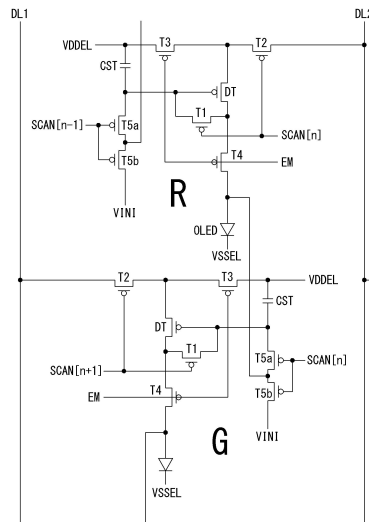 DL1 DL2
VDDEL T3 T2
CST
DT
T1
SCAN[n-1] T5a SCAN[n]
T4
T5b EM
VINI R
OLED
VSSEL
T2 T3 VDDEL
CST
DT
T1 T5a SCAN[n]
SCAN[n+1]
T4 T5b
EM
VINI
G
VSSEL